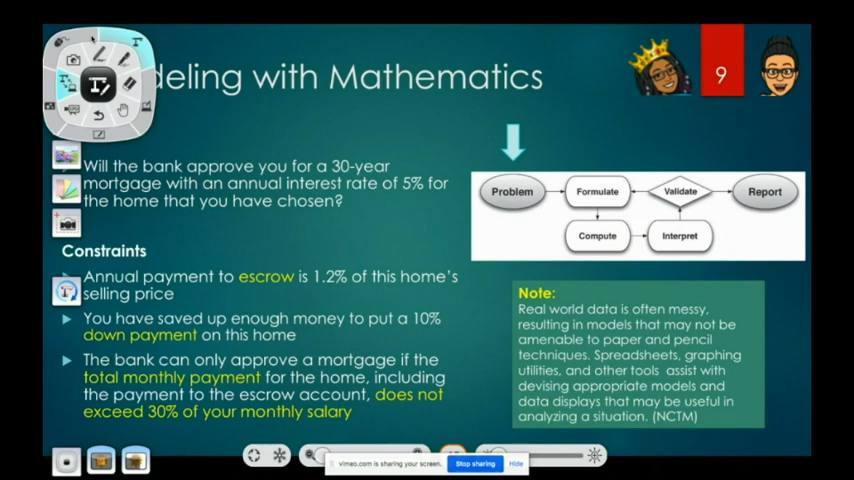 deling with Mathematics
9
Will the bank approve you for a 30-year
mortgage with an annual interest rate of 5% for
the home that you have chosen?
Constraints
Annual payment to escrow is 1.2% of this home's
selling price
You have saved up enough money to put a 10%
down payment on this home
The bank can only approve a mortgage if the
total monthly payment for the home, including
the payment to the escrow account, does not
exceed 30% of your monthly salary
Problem
Formulate
Validate
Report
Compute
Interpret
Note:
Real world data is often messy,
resulting in models that may not be
amenable to paper and pencil
techniques. Spreadsheets, graphing
utilities, and other tools assist with
devising appropriate models and
data displays that may be useful in
analyzing a situation. (NCTM)
vimeo.com is sharing your screen. Stop sharing Hide